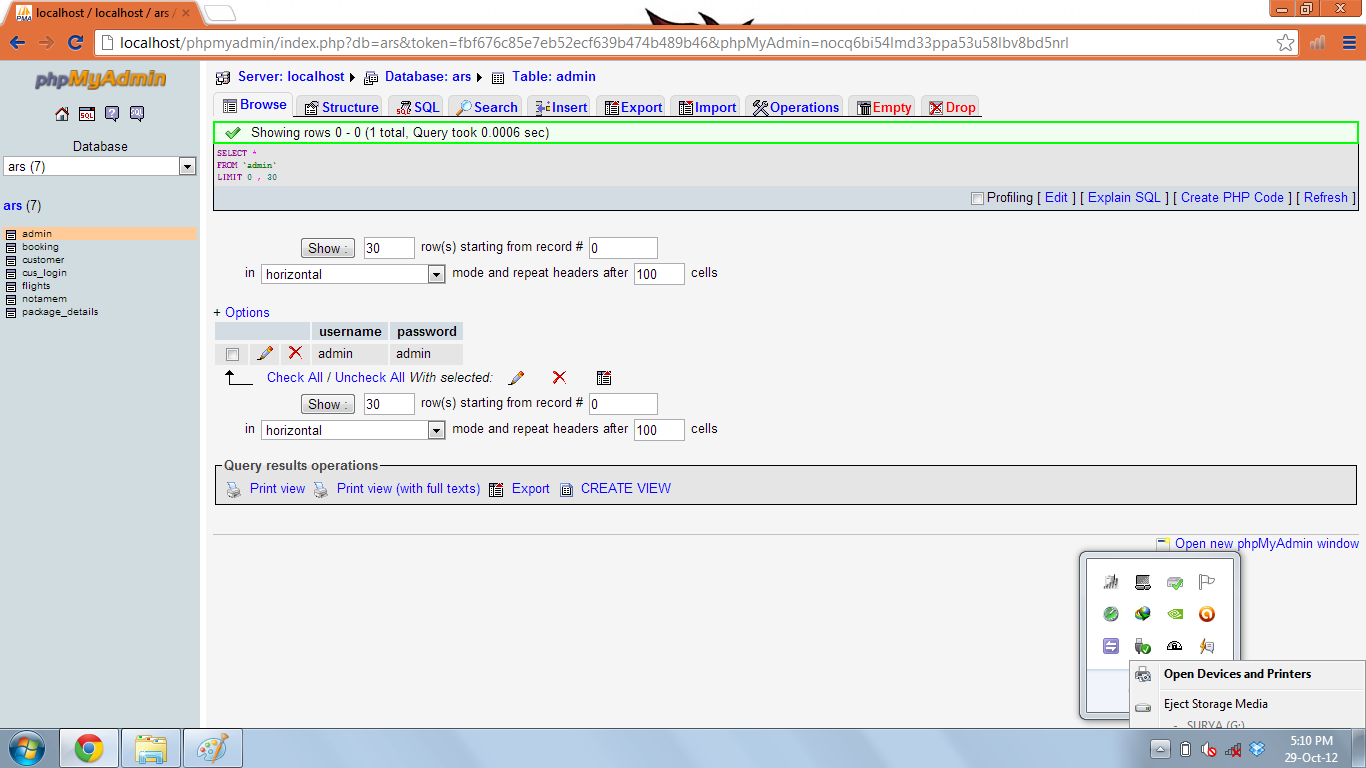 localhost / localhost / ars /
localhost/phpmyadmin/index.php?db=ars&token=fbf676c85e7eb52ecf639b474b489b46&phpMyAdmin=nocq6bi54lmd33ppa53u58lbv8bd5nrl
phpMyAdmin
Database
ars (7)
ars (7)
admin
booking
customer
cus_login
flights
notamem
package_details
Server: localhost Database: ars Table: admin
Browse Structure SQL Search Insert Export Import Operations Empty Drop
Showing rows 0 - 0 (1 total, Query took 0.0006 sec)
SELECT *
FROM `admin`
LIMIT 0 , 30
Profiling [ Edit ] [ Explain SQL ] [ Create PHP Code ] [ Refresh ]
Show : 30 row(s) starting from record # 0
in horizontal mode and repeat headers after 100 cells
+ Options
username password
admin admin
Check All / Uncheck All With selected:
Show : 30 row(s) starting from record # 0
in horizontal mode and repeat headers after 100 cells
Query results operations
Print view Print view (with full texts) Export CREATE VIEW
Open new phpMyAdmin window
Open Devices and Printers
Eject Storage Media
- SURYA (G:)
5:10 PM
29-Oct-12